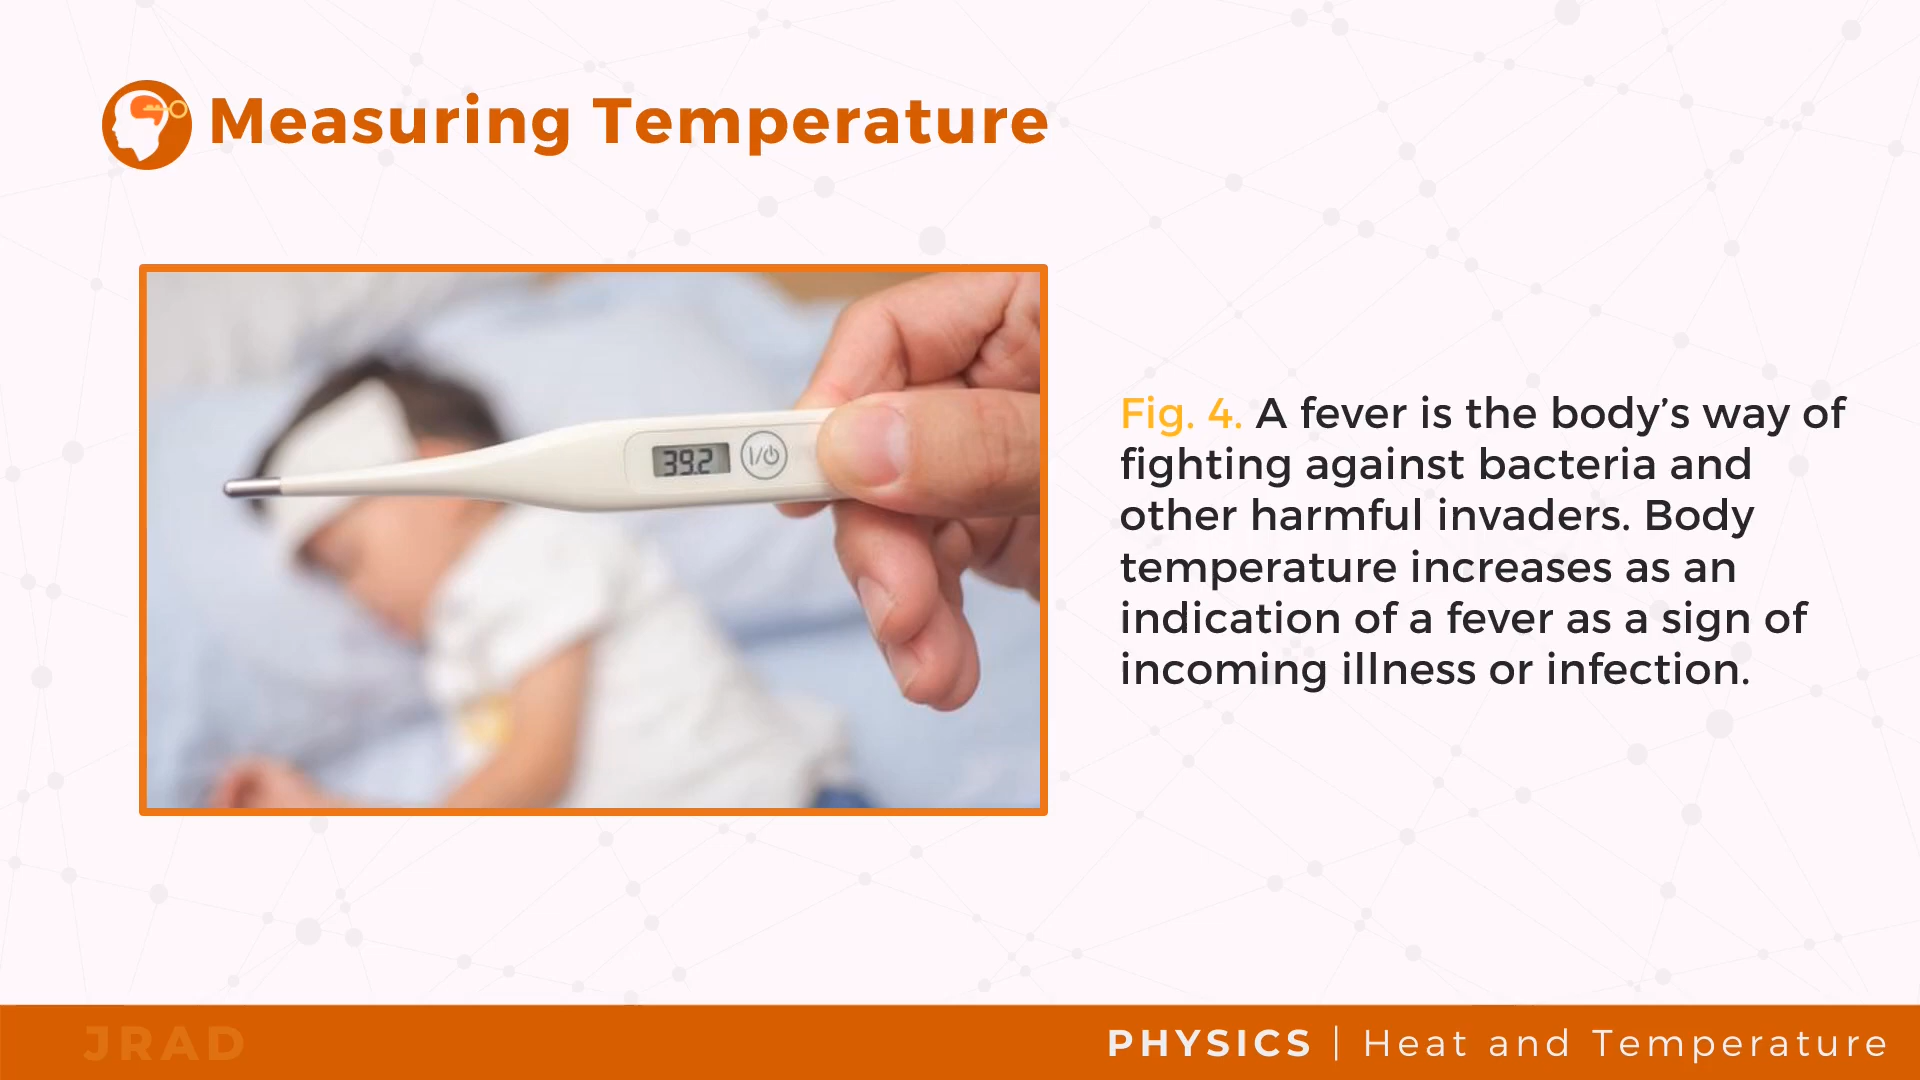 Measuring Temperature
39.2
I/
Fig. 4. A fever is the body’s way of
fighting against bacteria and
other harmful invaders. Body
temperature increases as an
indication of a fever as a sign of
incoming illness or infection.
JRAD
PHYSICS | Heat and Temperature